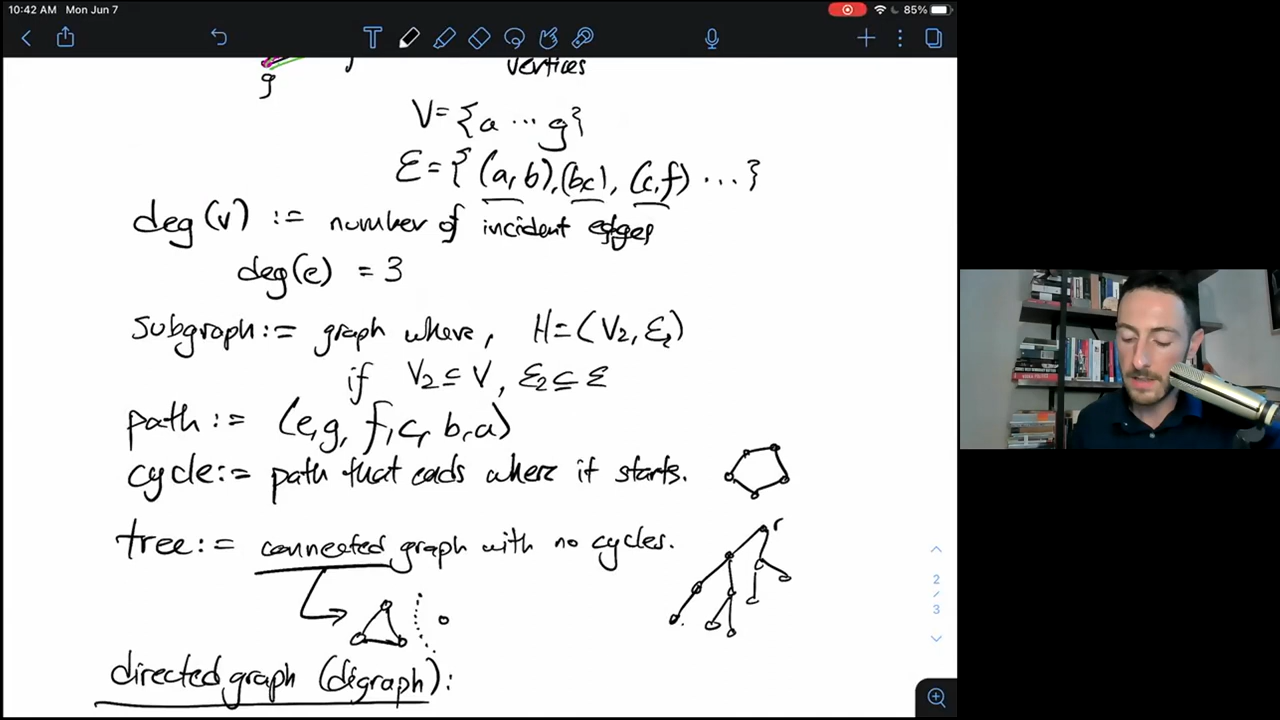 10:42 AM Mon Jun 7
85%
g
vertices
V={a ⋯ g}
E={(a,b),(bc), (c,f) ⋯}
deg(v) := number of incident edges
deg(e) = 3
subgraph:= graph where, H=(V₂,E₂)
if V₂⊆V, E₂⊆E
path:= (e,g, f,c, b,a)
cycle:= path that ends where it starts.
r
tree:= connected graph with no cycles.
2
/
3
directed graph (digraph):